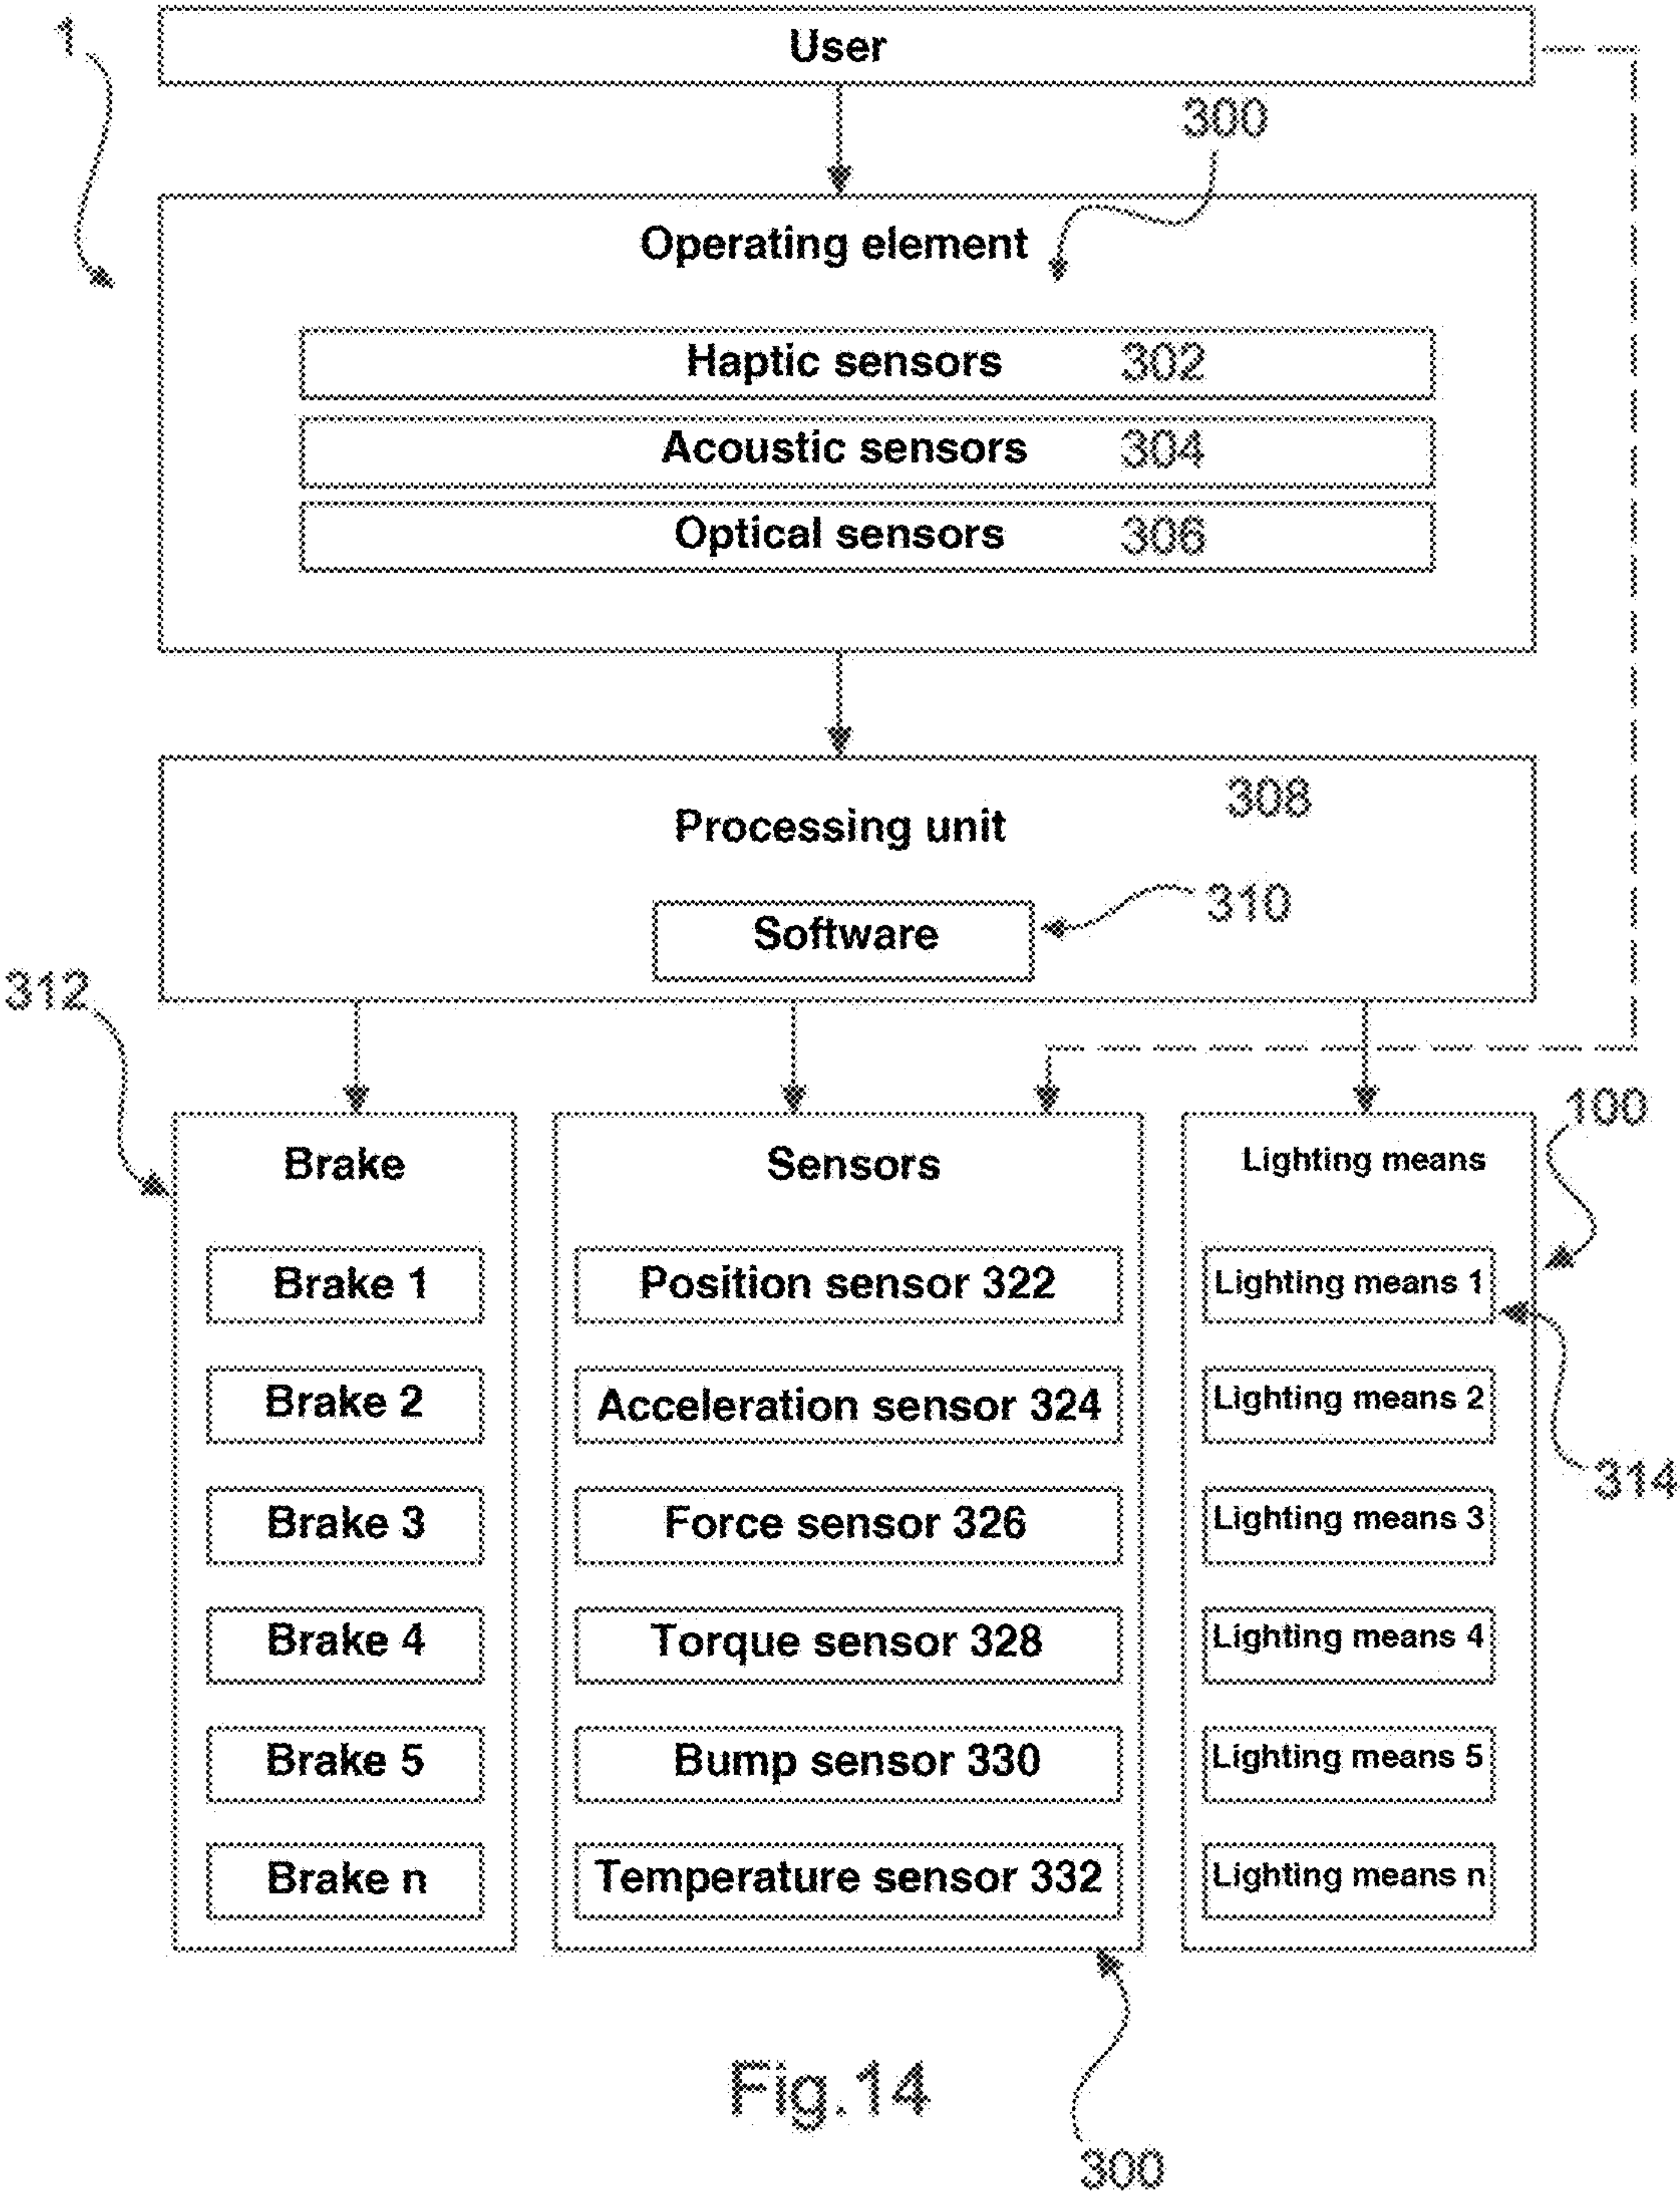 1
User
300
Operating element
Haptic sensors 302
Acoustic sensors 304
Optical sensors 306
308
Processing unit
310
Software
312
100
Brake
Brake 1
Brake 2
Brake 3
Brake 4
Brake 5
Brake n
Sensors
Position sensor 322
Acceleration sensor 324
Force sensor 326
Torque sensor 328
Bump sensor 330
Temperature sensor 332
Lighting means
Lighting means 1
Lighting means 2
Lighting means 3
Lighting means 4
Lighting means 5
Lighting means n
314
Fig.14
300